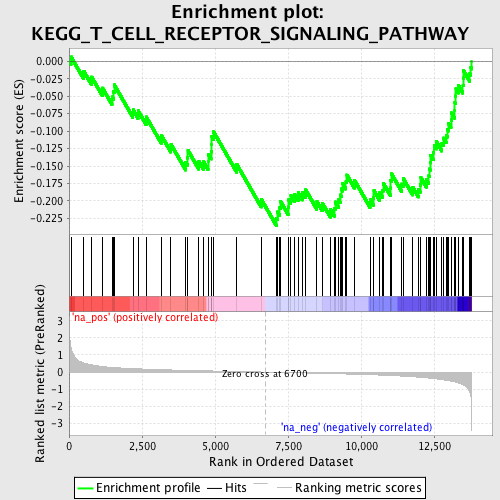 Enrichment plot:
KEGG_T_CELL_RECEPTOR_SIGNALING_PATHWAY
Enrichment score (ES)
0.000
-0.025
-0.050
-0.075
-0.100
-0.125
-0.150
-0.175
-0.200
-0.225
'na_pos' (positively correlated)
Ranked list metric (PreRanked)
3
2
1
0
-1
-2
-3
Zero cross at 6700
'na_neg' (negatively correlated)
0
2,500
5,000
7,500
10,000
12,500
Rank in Ordered Dataset
Enrichment profile
Hits
Ranking metric scores